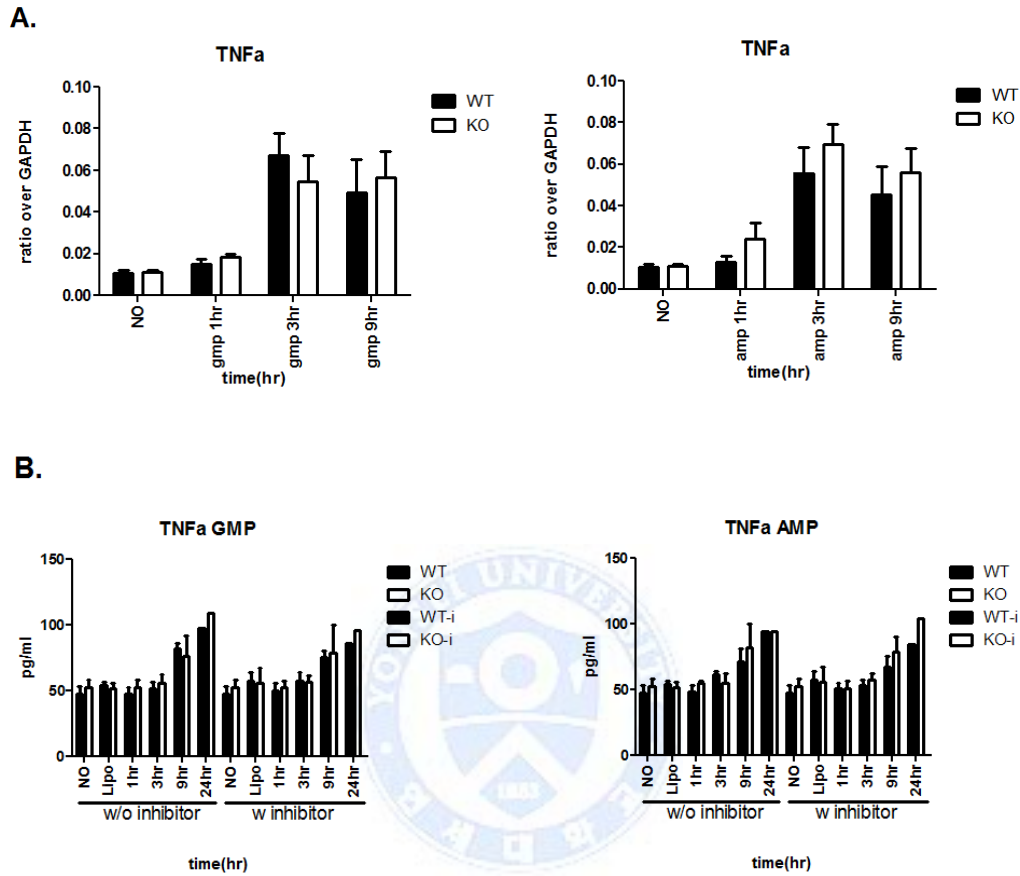 A.
TNFa
ratio over GAPDH
0.10
0.08
0.06
0.04
0.02
0.00
NO
gmp 1hr
gmp 3hr
gmp 9hr
time(hr)
WT
KO
TNFa
ratio over GAPDH
0.10
0.08
0.06
0.04
0.02
0.00
NO
amp 1hr
amp 3hr
amp 9hr
time(hr)
WT
KO
B.
TNFa GMP
pg/ml
150
100
50
0
NO
Lipo
1hr
3hr
9hr
24hr
NO
Lipo
1hr
3hr
9hr
24hr
w/o inhibitor
w inhibitor
time(hr)
WT
KO
WT-i
KO-i
TNFa AMP
pg/ml
150
100
50
0
NO
Lipo
1hr
3hr
9hr
24hr
NO
Lipo
1hr
3hr
9hr
24hr
w/o inhibitor
w inhibitor
time(hr)
WT
KO
WT-i
KO-i
1885